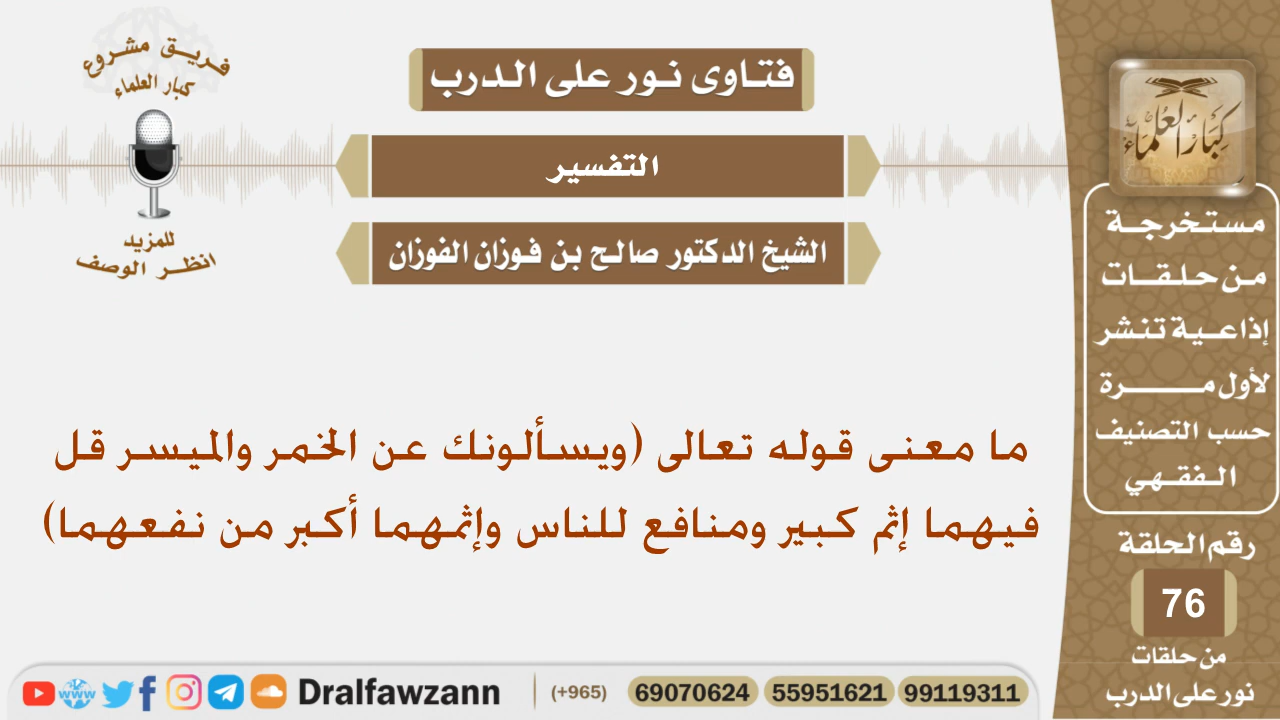 فتاوى نور على الدرب
التفسير
الشيخ الدكتور صالح بن فوزان الفوزان
ما معنى قوله تعالى (ويسألونك عن الخمر والميسر قل
فيهما إثم كبير ومنافع للناس وإثمهما أكبر من نفعهما)
فريق مشروع
كبار العلماء
للمزيد
انظر الوصف
كبار العلماء
مستخرجة
من حلقات
إذاعية تنشر
لأول مرة
حسب التصنيف
الفقهي
رقم الحلقة
76
من حلقات
نور على الدرب
www
Dralfawzann
(+965)
69070624
55951621
99119311